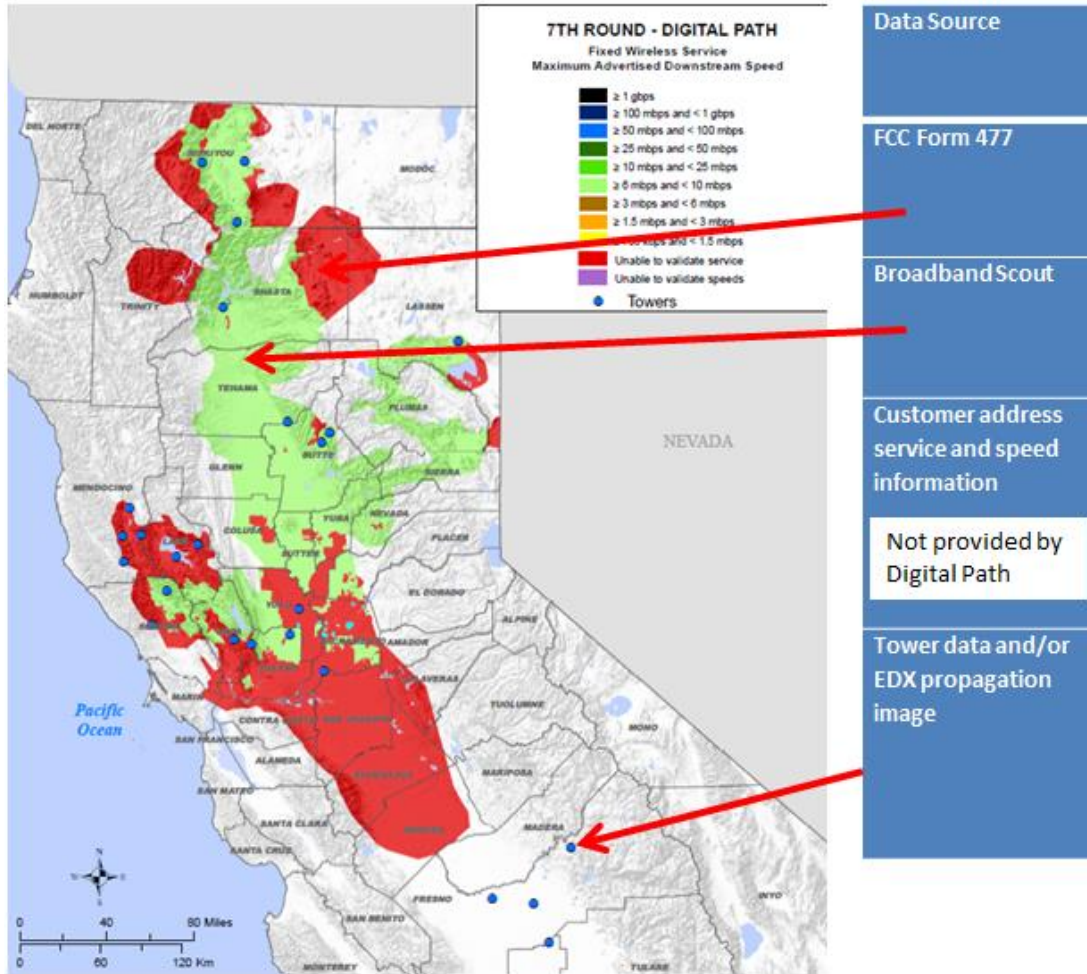 7TH ROUND - DIGITAL PATH
Fixed Wireless Service
Maximum Advertised Downstream Speed
≥ 1 gbps
≥ 100 mbps and < 1 gbps
≥ 50 mbps and < 100 mbps
≥ 25 mbps and < 50 mbps
≥ 10 mbps and < 25 mbps
≥ 6 mbps and < 10 mbps
≥ 3 mbps and < 6 mbps
≥ 1.5 mbps and < 3 mbps
kbps and < 1.5 mbps
Unable to validate service
Unable to validate speeds
Towers
Data Source
FCC Form 477
Broadband Scout
Customer address
service and speed
information
Not provided by
Digital Path
Tower data and/or
EDX propagation
image
DEL NORTE
SISKIYOU
MODOC
HUMBOLDT
TRINITY
SHASTA
LASSEN
TEHAMA
PLUMAS
NEVADA
BUTTE
GLENN
SIERRA
MENDOCINO
NEVADA
YUBA
COLUSA
PLACER
LAKE
SUTTER
EL DORADO
YOLO
ALPINE
SACRAMENTO
AMADOR
MARIN
TUOLUMNE
CONTRA COSTA
MONO
Pacific
Ocean
SAN FRANCISCO
ALAMEDA
MARIPOSA
SAN MATEO
SANTA CLARA
MADERA
SANTA CRUZ
MERCED
N
W
E
S
FRESNO
INYO
0 40 80 Miles
SAN BENITO
0 60 120 Km
MONTEREY
TULARE